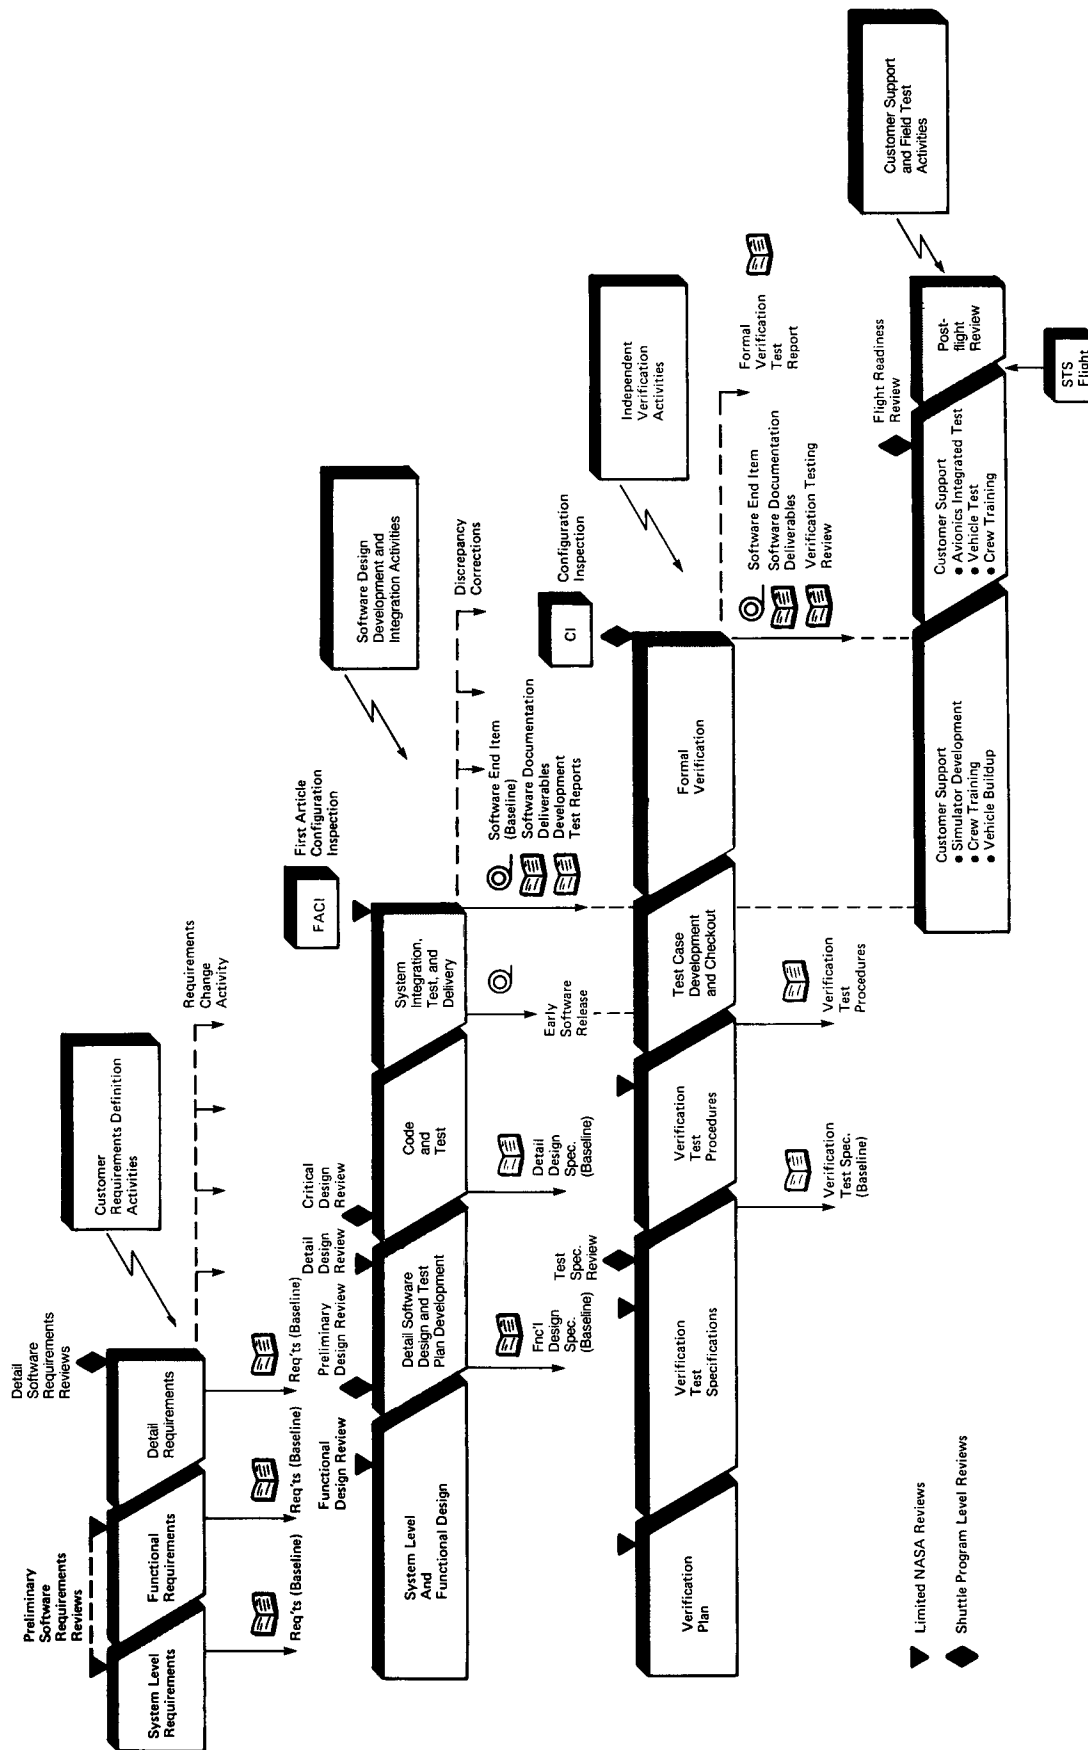 Preliminary
Software
Requirements
Reviews
Detail
Software
Requirements
Reviews
System Level
Requirements
Functional
Requirements
Detail
Requirements
Req'ts (Baseline)
Req'ts (Baseline)
Req'ts (Baseline)
Customer
Requirements Definition
Activities
Requirements
Change
Activity
Functional
Design Review
Preliminary
Design Review
Detail
Design
Review
Critical
Design
Review
First Article
Configuration
Inspection
FACI
System Level
And
Functional Design
Detail Software
Design and Test
Plan Development
Code
and
Test
System
Integration,
Test, and
Delivery
Fnc'l
Design
Spec.
(Baseline)
Detail
Design
Spec.
(Baseline)
Early
Software
Release
Software End Item
(Baseline)
Software Documentation
Deliverables
Development
Test Reports
Discrepancy
Corrections
Software Design
Development and
Integration Activities
Test
Spec.
Review
CI
Configuration
Inspection
Verification
Plan
Verification
Test
Specifications
Verification
Test
Procedures
Test Case
Development
and Checkout
Formal
Verification
Verification
Test Spec.
(Baseline)
Verification
Test
Procedures
Software End Item
Software Documentation
Deliverables
Verification Testing
Review
Formal
Verification
Test
Report
Independent
Verification
Activities
Customer Support
● Simulator Development
● Crew Training
● Vehicle Buildup
Customer Support
● Avionics Integrated Test
● Vehicle Test
● Crew Training
Post-
flight
Review
Flight Readiness
Review
STS
Flight
Customer Support
and Field Test
Activities
Limited NASA Reviews
Shuttle Program Level Reviews